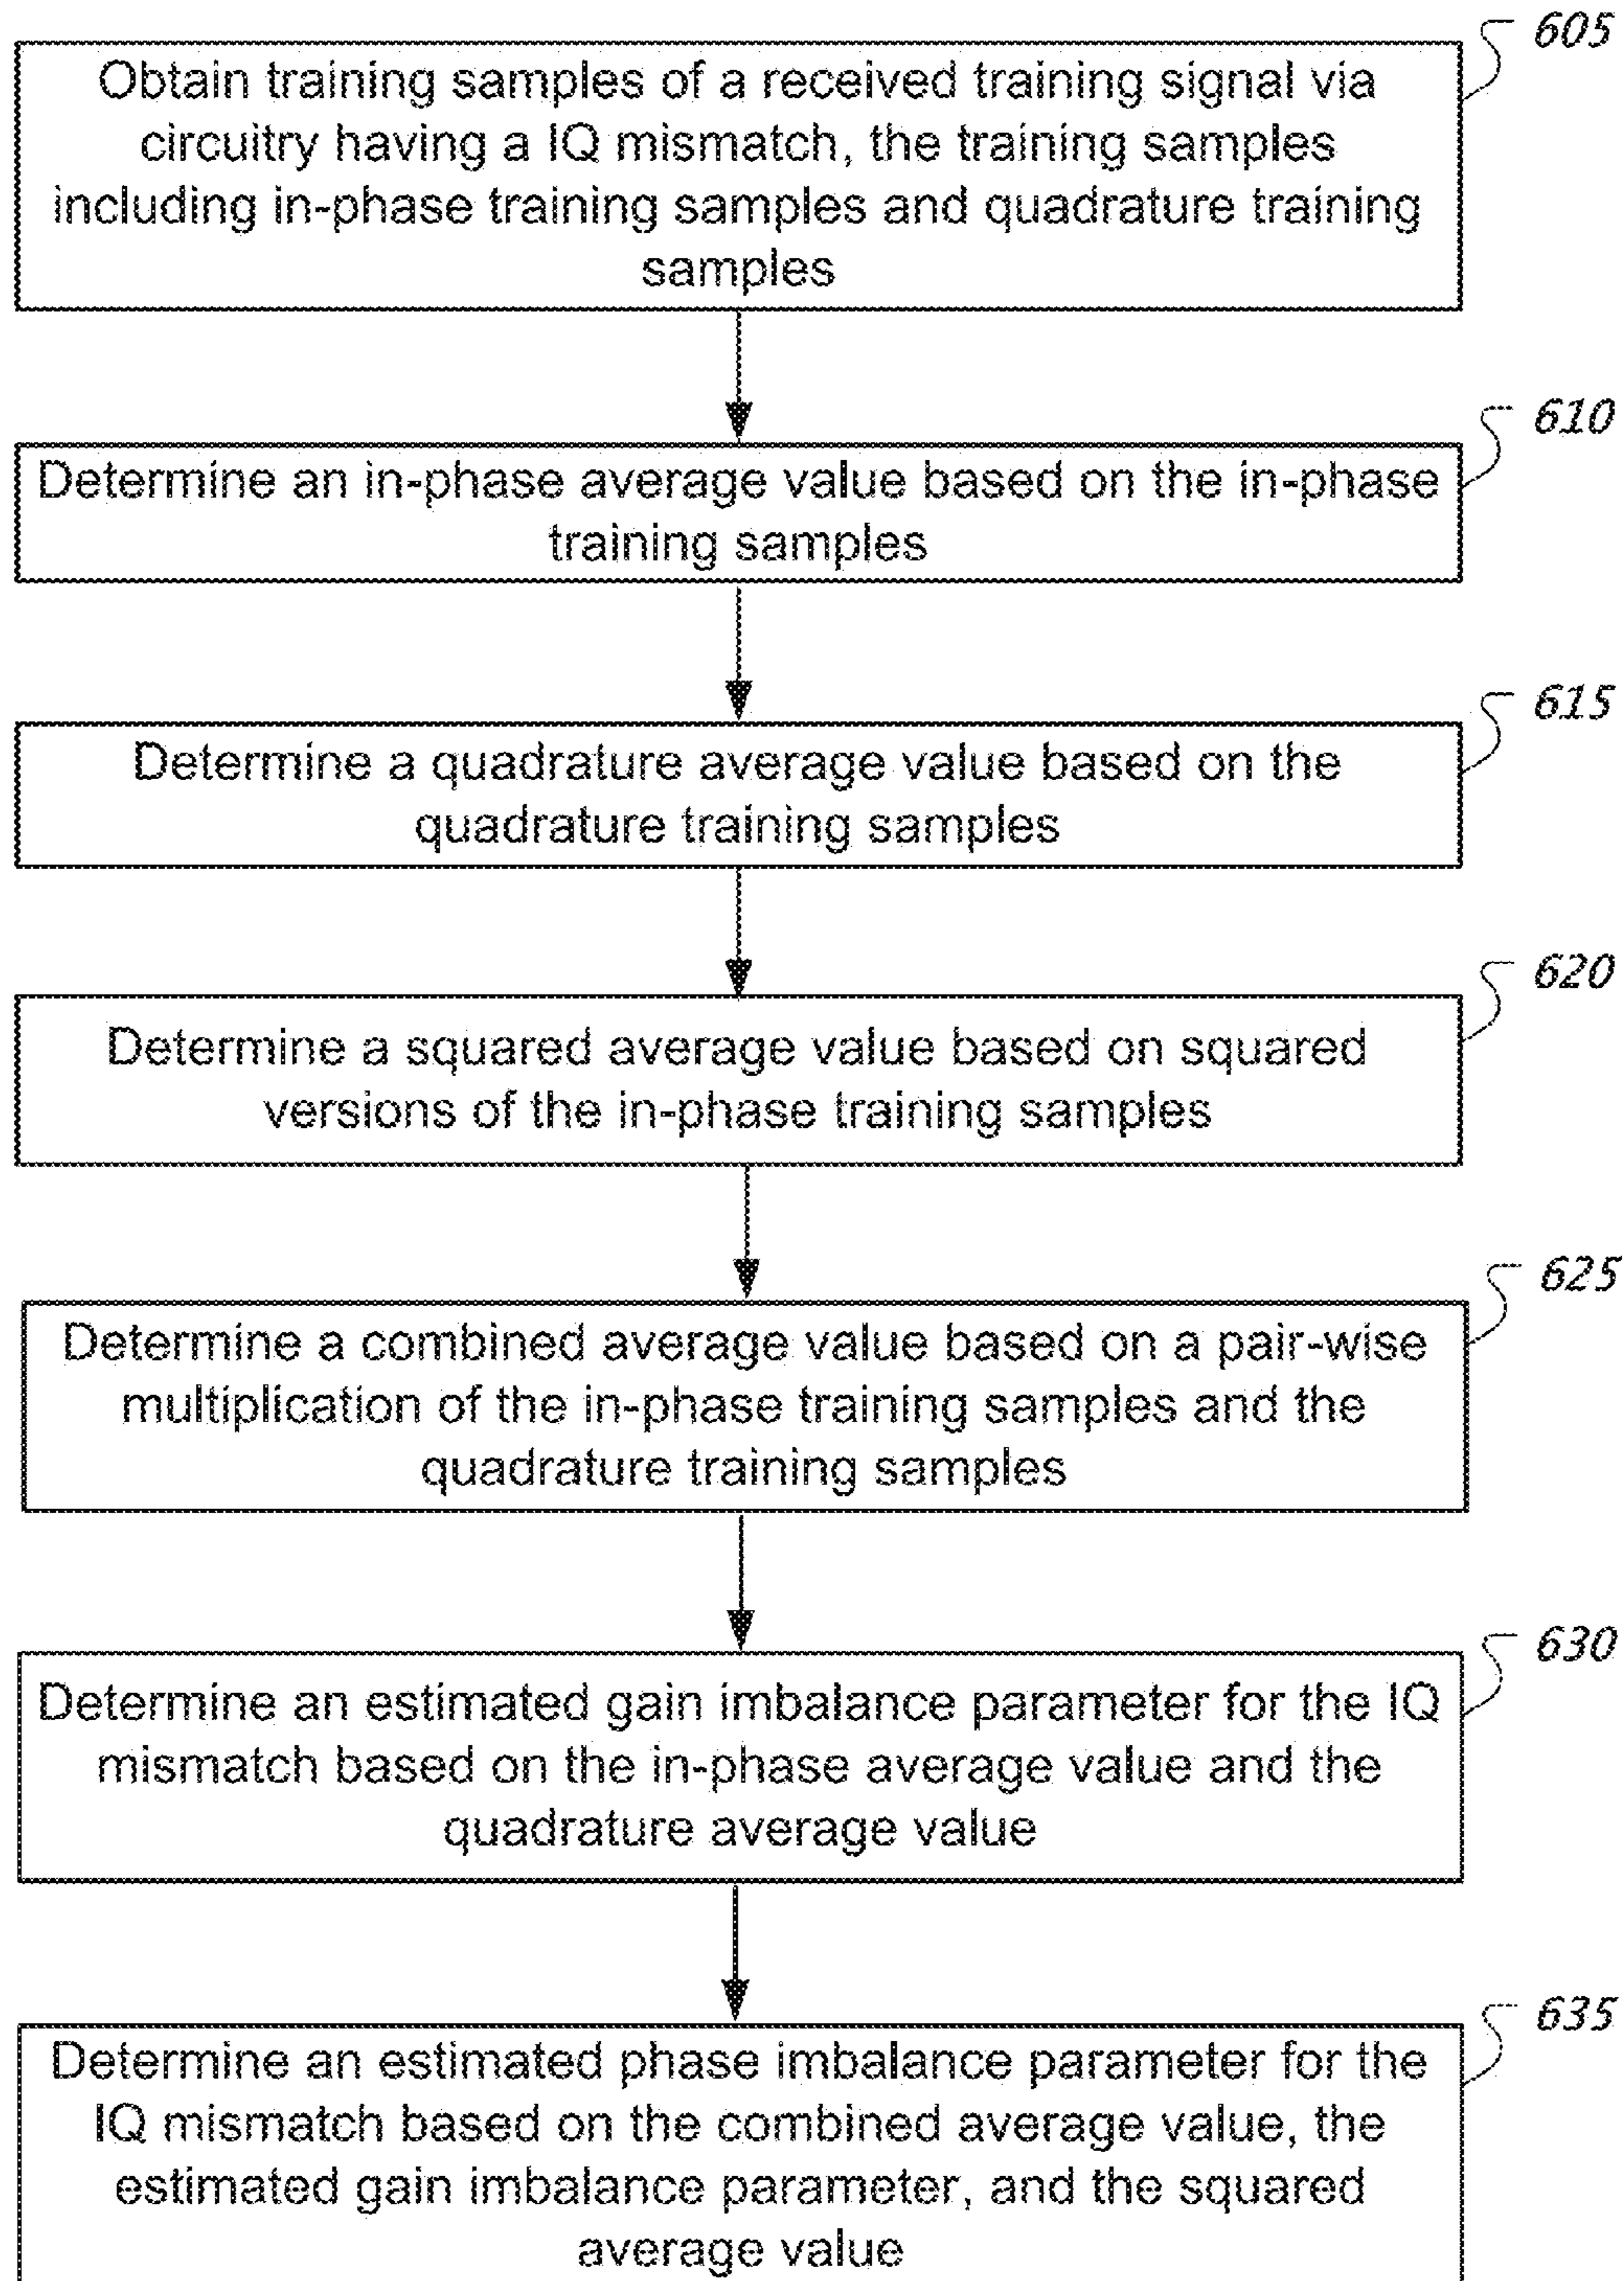 605
Obtain training samples of a received training signal via
circuitry having a IQ mismatch, the training samples
including in-phase training samples and quadrature training
samples
610
Determine an in-phase average value based on the in-phase
training samples
615
Determine a quadrature average value based on the
quadrature training samples
620
Determine a squared average value based on squared
versions of the in-phase training samples
625
Determine a combined average value based on a pair-wise
multiplication of the in-phase training samples and the
quadrature training samples
630
Determine an estimated gain imbalance parameter for the IQ
mismatch based on the in-phase average value and the
quadrature average value
635
Determine an estimated phase imbalance parameter for the
IQ mismatch based on the combined average value, the
estimated gain imbalance parameter, and the squared
average value